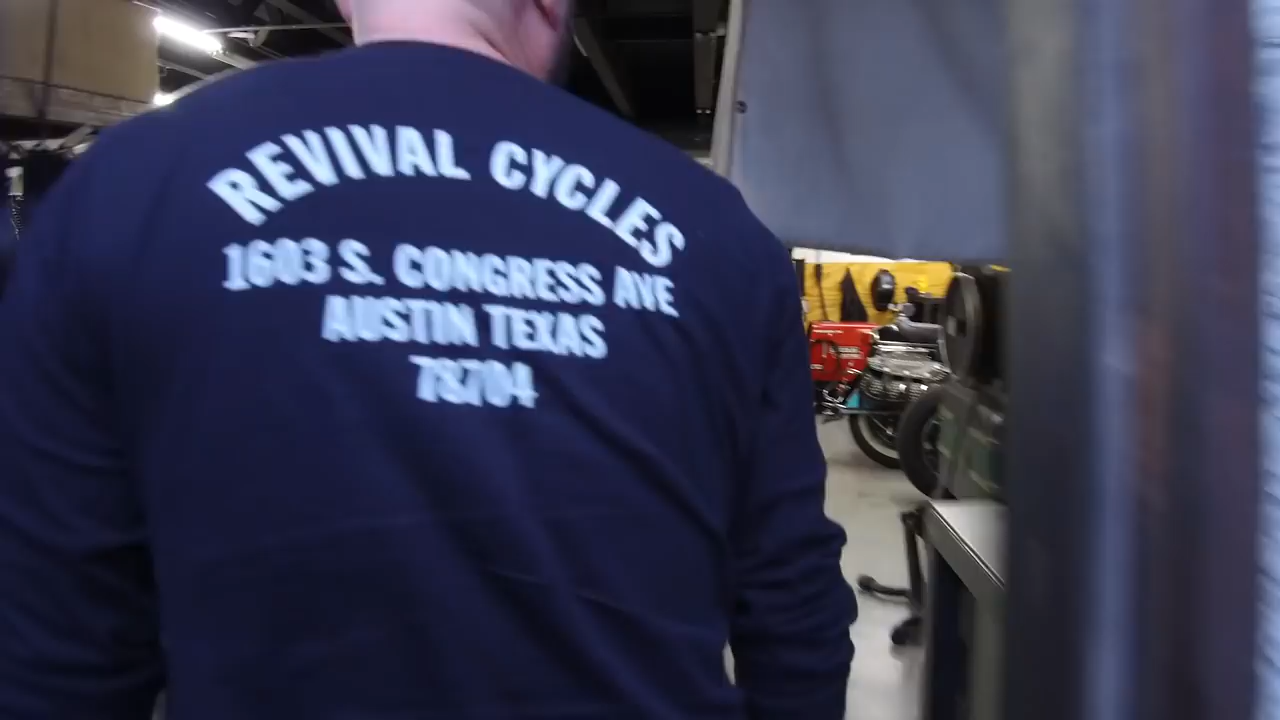 REVIVAL CYCLES
1603 S. CONGRESS AVE
AUSTIN TEXAS
78704